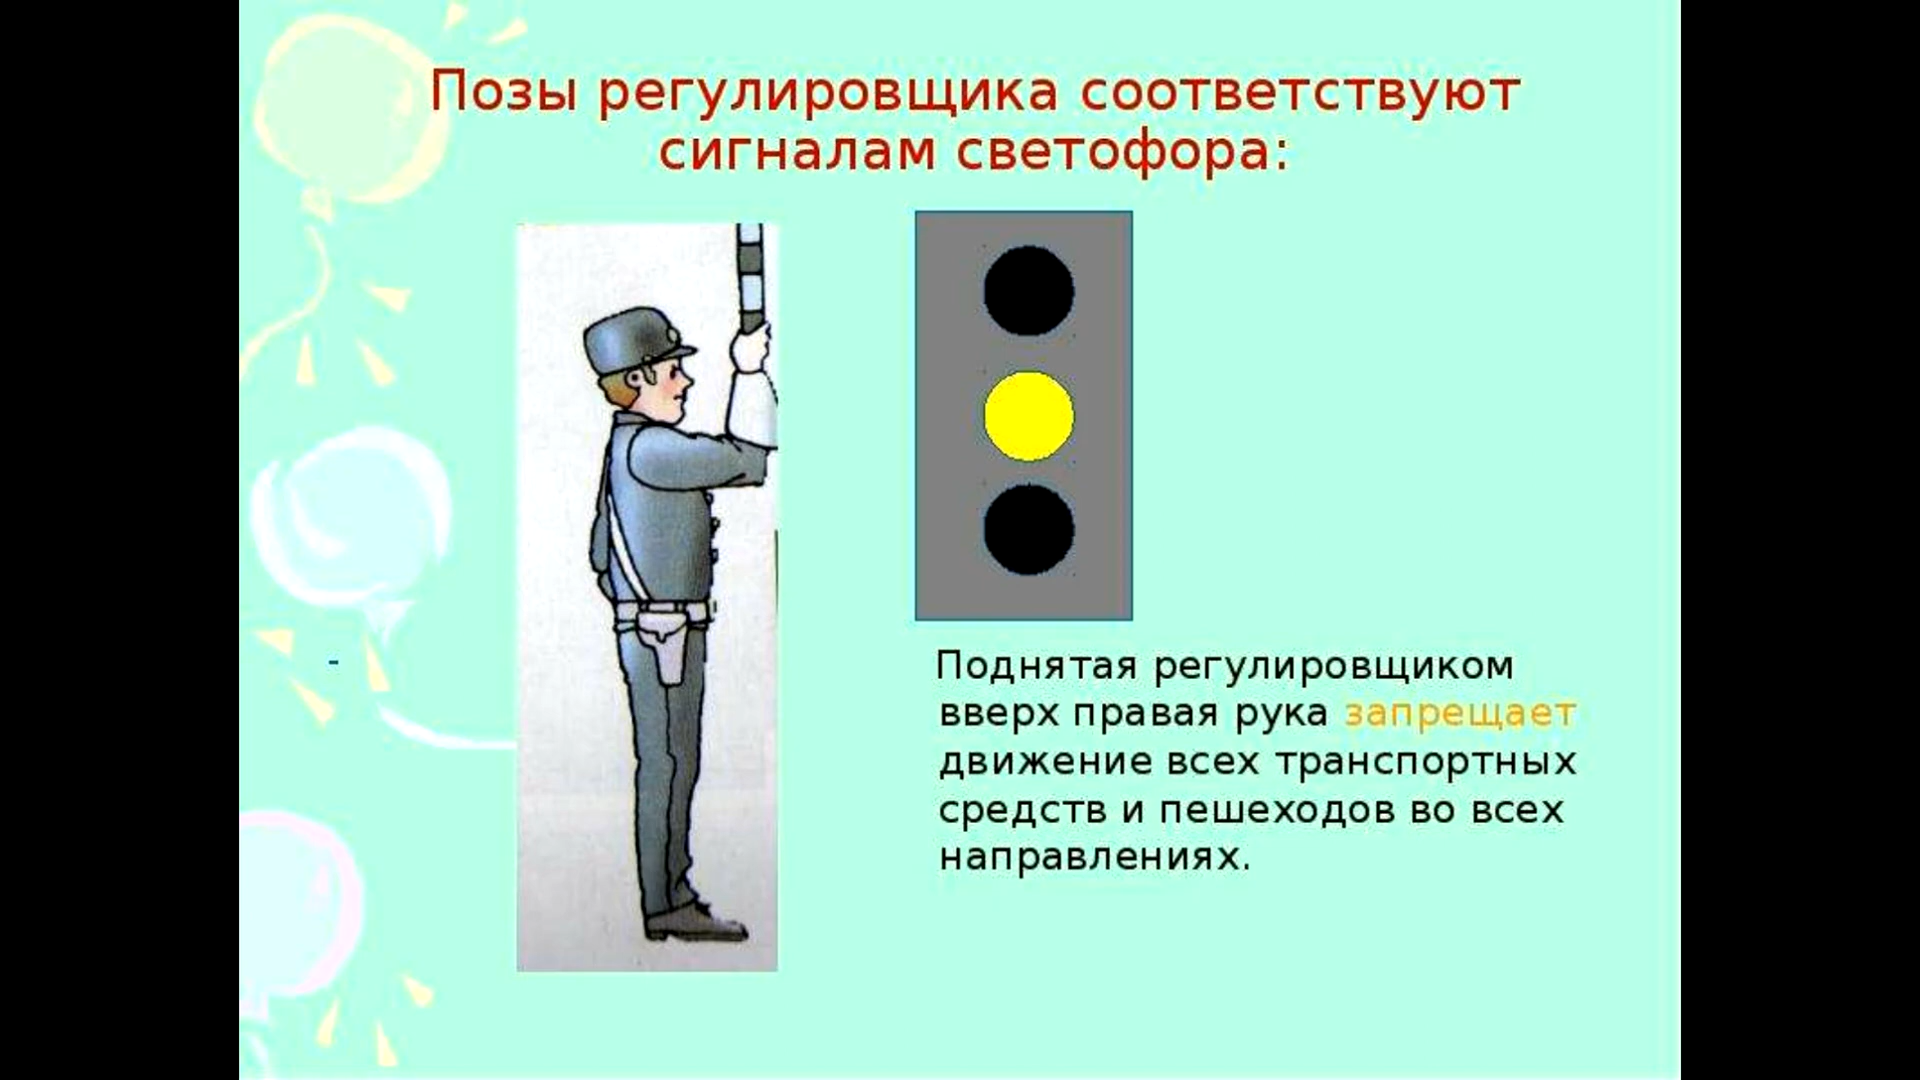 Позы регулировщика соответствуют
сигналам светофора:
-
Поднятая регулировщиком
вверх правая рука запрещает
движение всех транспортных
средств и пешеходов во всех
направлениях.